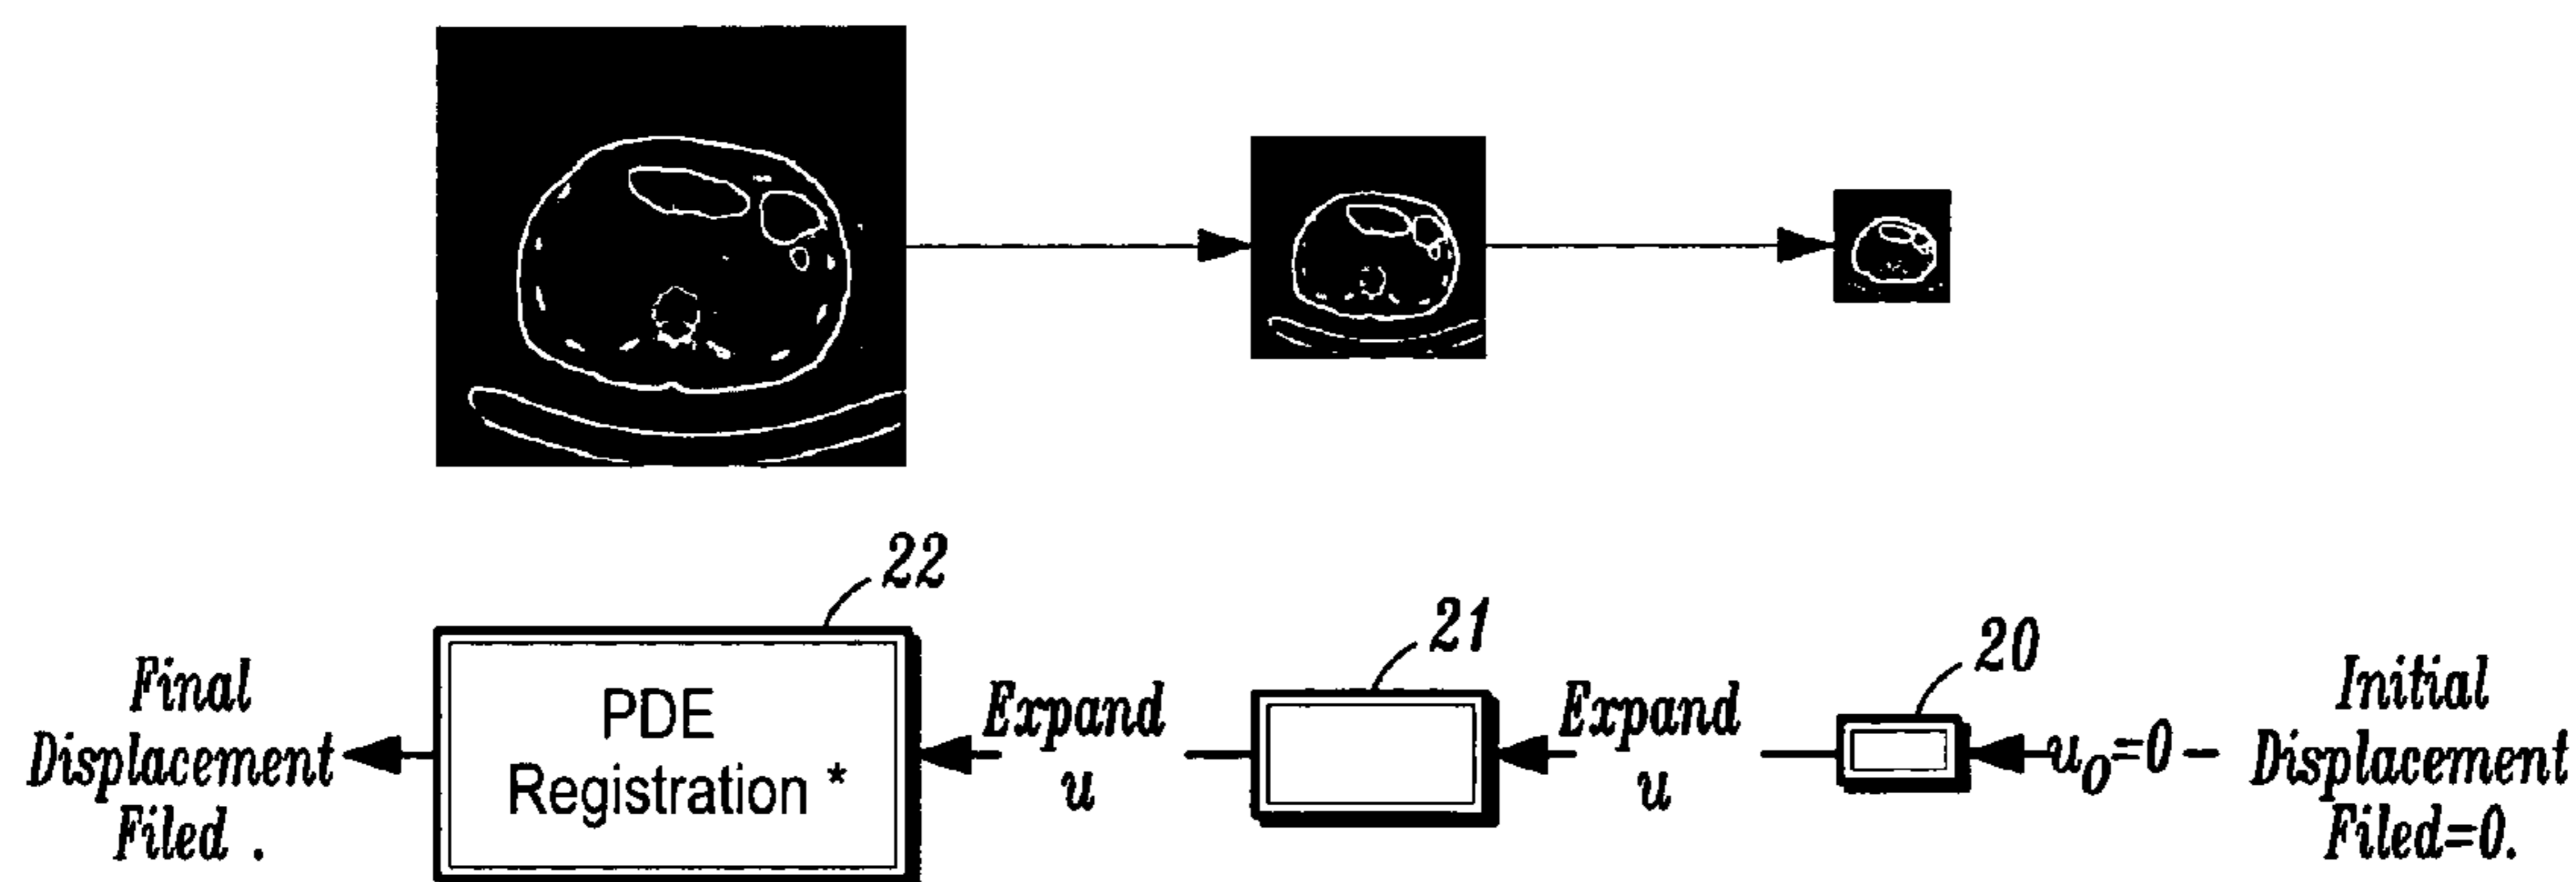 22
21
20
Final
Displacement
Filed .
PDE
Registration *
Expand
u
Expand
u
u0=0 –
Initial
Displacement
Filed=0.